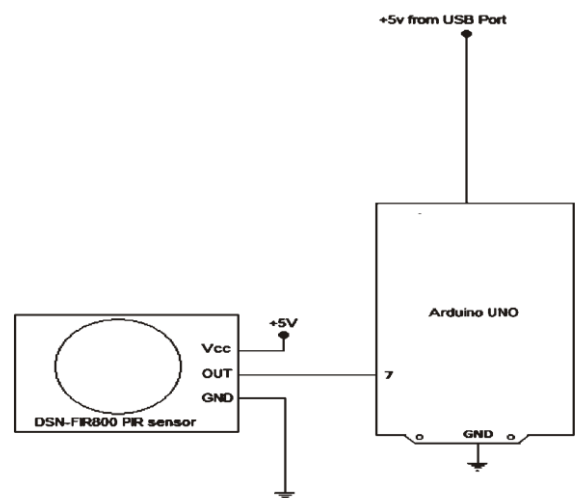 +5v from USB Port
Arduino UNO
+5V
Vcc
OUT
7
GND
DSN-FIR800 PIR sensor
GND